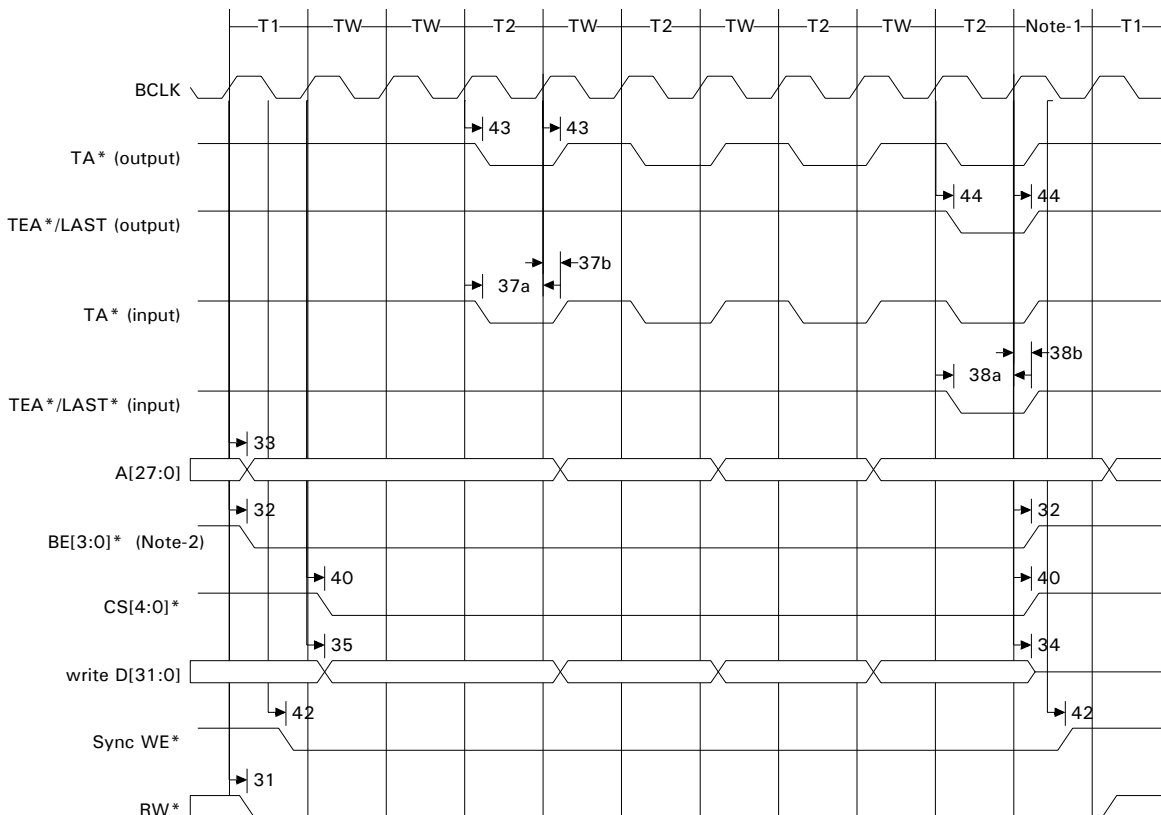 T1 TW TW T2 TW T2 TW T2 TW T2 Note-1 T1
BCLK
43 43
TA* (output)
44 44
TEA*/LAST (output)
37b
37a
TA* (input)
38b
38a
TEA*/LAST* (input)
33
A[27:0]
32 32
BE[3:0]* (Note-2)
40 40
CS[4:0]*
35 34
write D[31:0]
42 42
Sync WE*
31
RW*